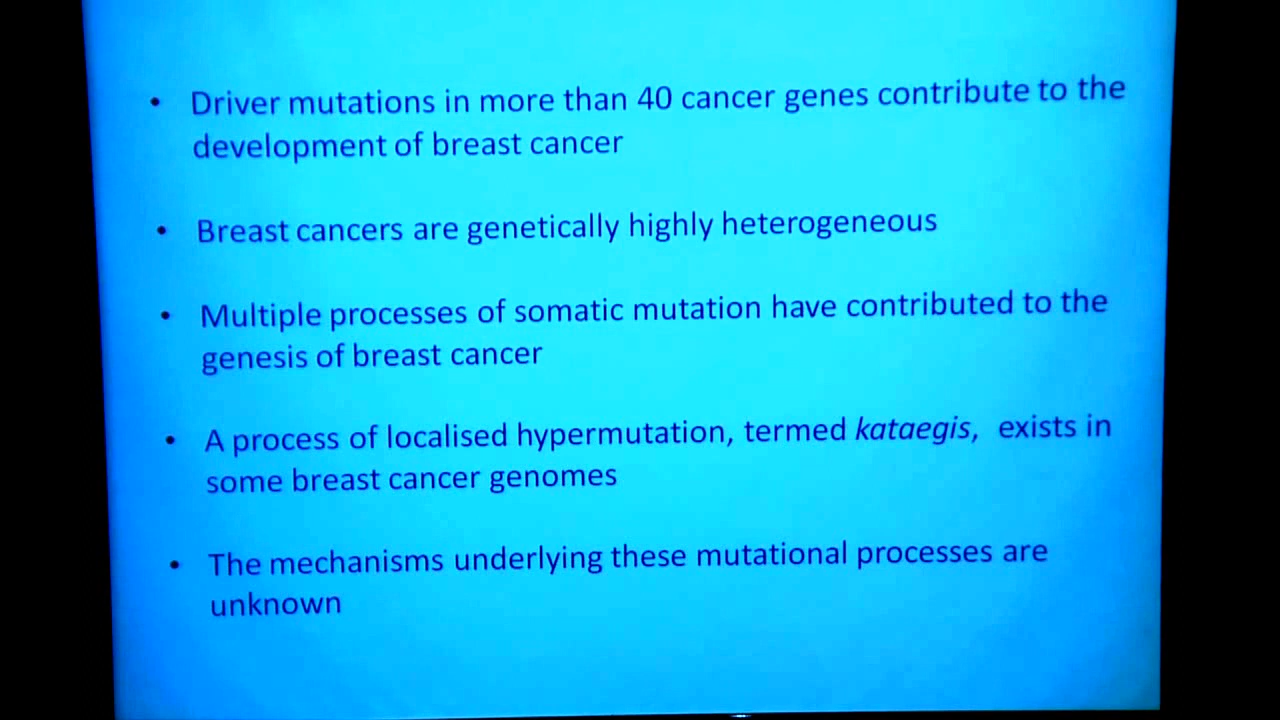 • Driver mutations in more than 40 cancer genes contribute to the
development of breast cancer
• Breast cancers are genetically highly heterogeneous
• Multiple processes of somatic mutation have contributed to the
genesis of breast cancer
• A process of localised hypermutation, termed kataegis, exists in
some breast cancer genomes
• The mechanisms underlying these mutational processes are
unknown